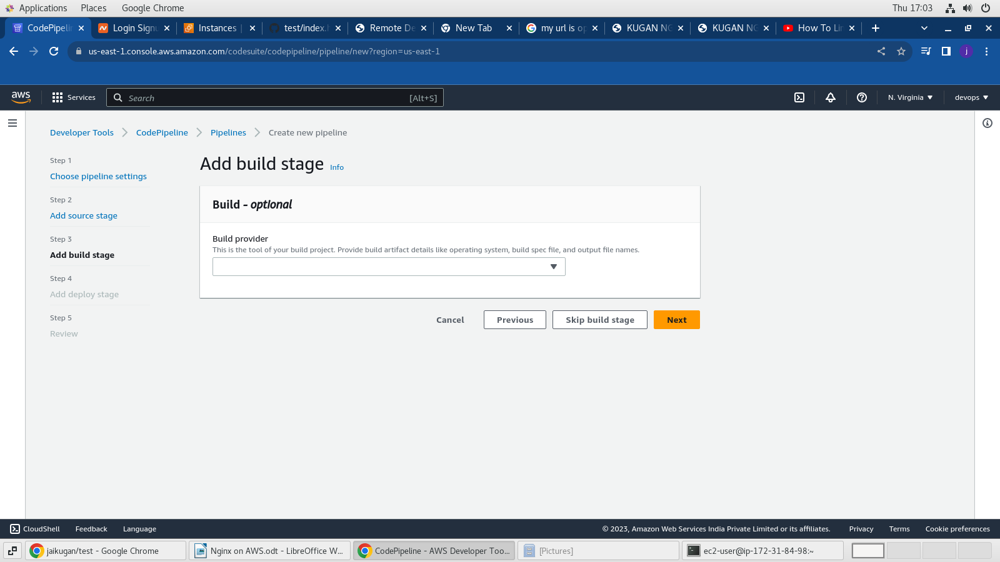 Applications Places Google Chrome Thu 17:03
CodePipelin Login Signu Instances | test/index.h Remote De New Tab my url is op KUGAN NG KUGAN NG How To Lin
us-east-1.console.aws.amazon.com/codesuite/codepipeline/pipeline/new?region=us-east-1 j
aws Services Search [Alt+S] N. Virginia devops
Developer Tools CodePipeline Pipelines Create new pipeline
Step 1
Choose pipeline settings
Step 2
Add source stage
Step 3
Add build stage
Step 4
Add deploy stage
Step 5
Review
Add build stage Info
Build - optional
Build provider
This is the tool of your build project. Provide build artifact details like operating system, build spec file, and output file names.
Cancel Previous Skip build stage Next
CloudShell Feedback Language © 2023, Amazon Web Services India Private Limited or its affiliates. Privacy Terms Cookie preferences
jaikugan/test - Google Chrome Nginx on AWS.odt - LibreOffice W... CodePipeline - AWS Developer Too... [Pictures] ec2-user@ip-172-31-84-98:~